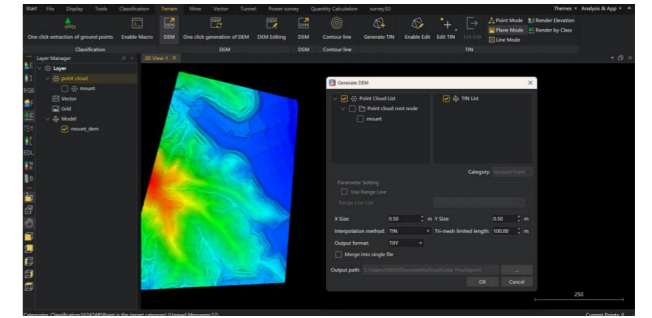 Start File Display Tools Classification Terrain Mine Vector Tunnel Power survey Quantity Calculation survey3D Themes Analysis & App
One click extraction of ground points Enable Macro DEM One click generation of DEM DEM Editing DSM Contour line Generate TIN Enable Edit Edit TIN Exit Edit
Point Mode Render Elevation
Plane Mode Render by Class
Line Mode
Classification DEM DSM Contour line TIN
Layer Manager 3D View 1
Layer
point cloud
mount
Vector
Grid
Model
mount_dem
RGB
EDL
Generate DEM
Point Cloud List TIN List
Point cloud root node
mount
Category: Ground Point
Parameter Setting
Use Range Line
Range Line List
X Size: 0.50 m Y Size: 0.50 m
Interpolation method: TIN Tri-mesh limited length: 100.00 m
Output format: TIFF
Merge into single file
Output path: ...
OK Cancel
250
Current Points: 0